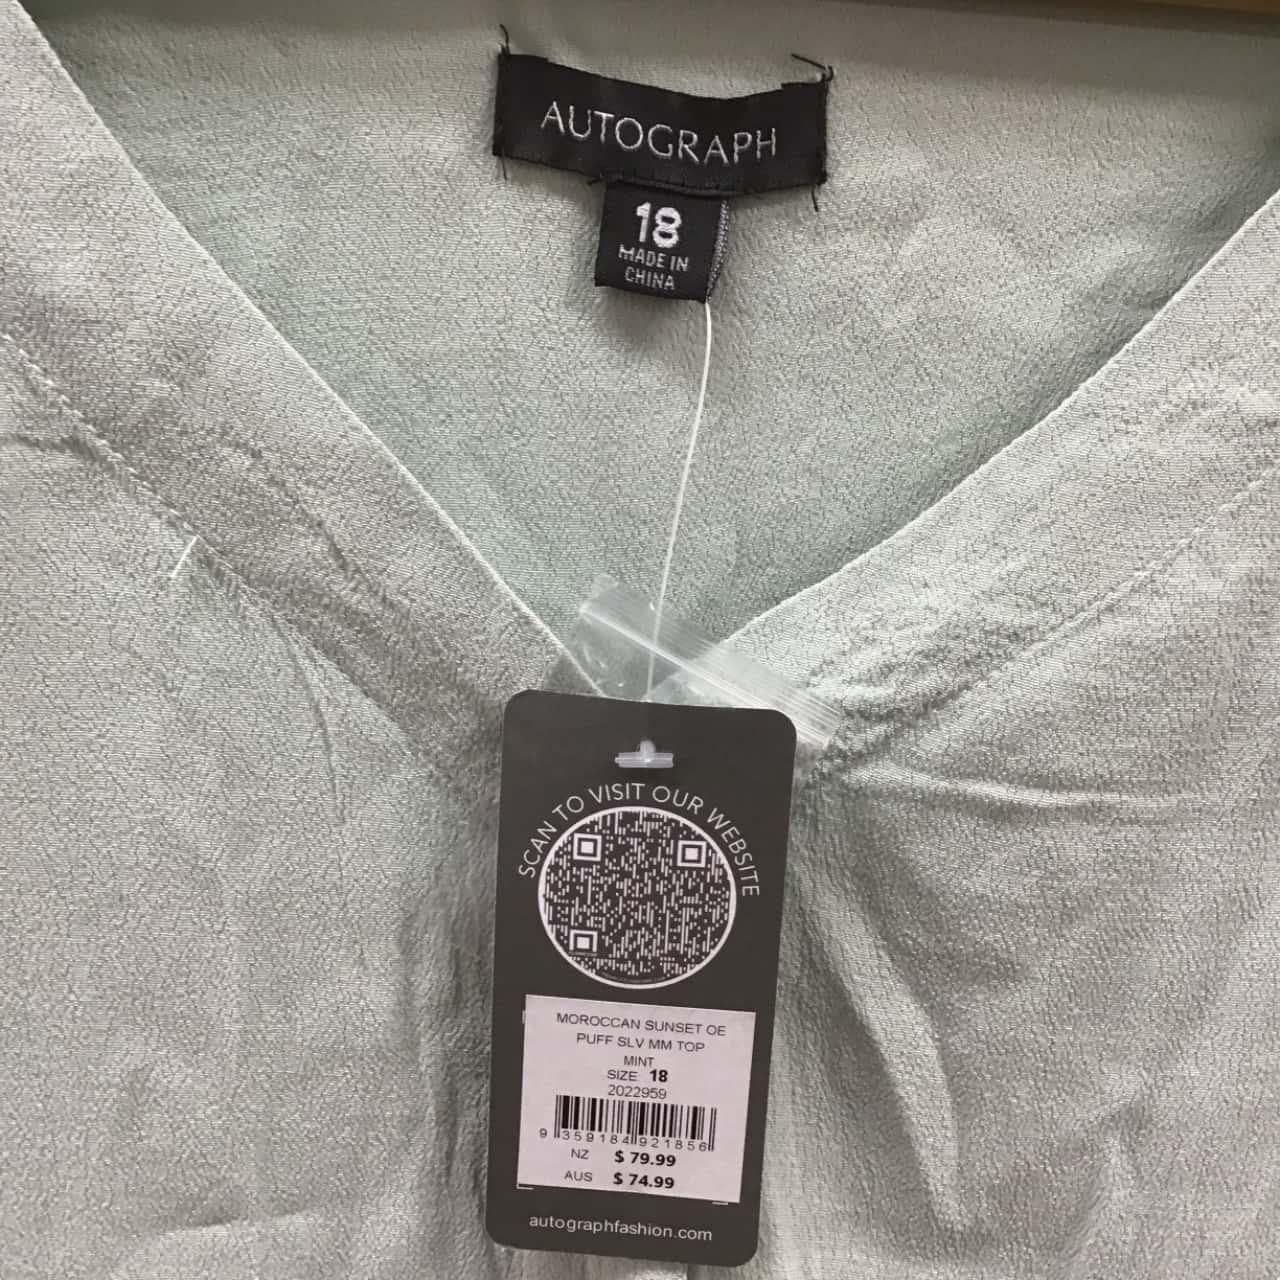 AUTOGRAPH
18
MADE IN
CHINA
SCAN TO VISIT OUR WEBSITE
MOROCCAN SUNSET OE
PUFF SLV MM TOP
MINT
SIZE 18
2022959
9 359184 921856
NZ $ 79.99
AUS $ 74.99
autographfashion.com